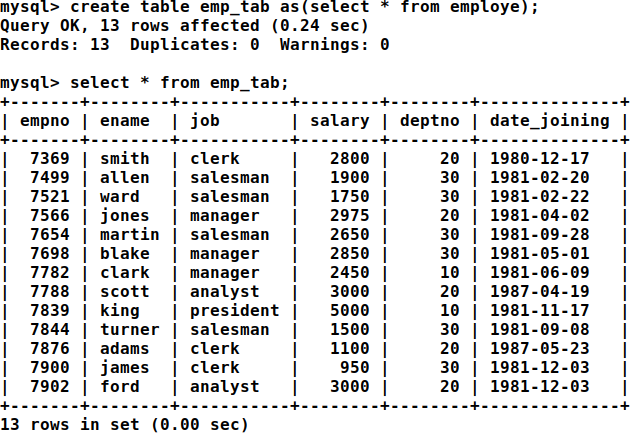 mysql> create table emp_tab as(select * from employe);
Query OK, 13 rows affected (0.24 sec)
Records: 13  Duplicates: 0  Warnings: 0

mysql> select * from emp_tab;
+-------+--------+-----------+--------+--------+--------------+
| empno | ename  | job       | salary | deptno | date_joining |
+-------+--------+-----------+--------+--------+--------------+
|  7369 | smith  | clerk     |   2800 |     20 | 1980-12-17   |
|  7499 | allen  | salesman  |   1900 |     30 | 1981-02-20   |
|  7521 | ward   | salesman  |   1750 |     30 | 1981-02-22   |
|  7566 | jones  | manager   |   2975 |     20 | 1981-04-02   |
|  7654 | martin | salesman  |   2650 |     30 | 1981-09-28   |
|  7698 | blake  | manager   |   2850 |     30 | 1981-05-01   |
|  7782 | clark  | manager   |   2450 |     10 | 1981-06-09   |
|  7788 | scott  | analyst   |   3000 |     20 | 1987-04-19   |
|  7839 | king   | president |   5000 |     10 | 1981-11-17   |
|  7844 | turner | salesman  |   1500 |     30 | 1981-09-08   |
|  7876 | adams  | clerk     |   1100 |     20 | 1987-05-23   |
|  7900 | james  | clerk     |    950 |     30 | 1981-12-03   |
|  7902 | ford   | analyst   |   3000 |     20 | 1981-12-03   |
+-------+--------+-----------+--------+--------+--------------+
13 rows in set (0.00 sec)